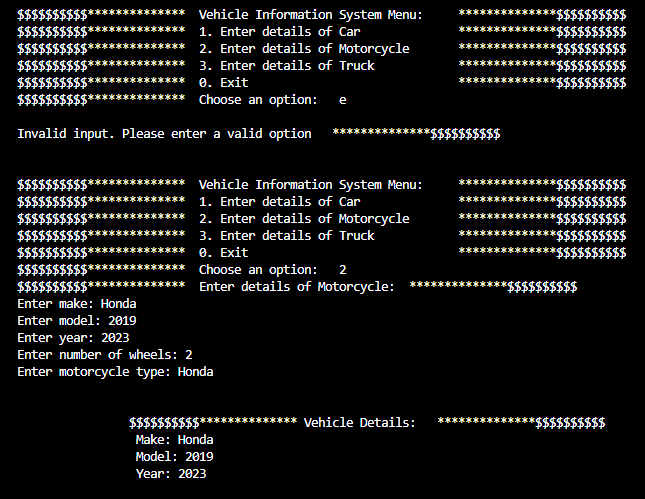 $$$$$$$$$$************** Vehicle Information System Menu: **************$$$$$$$$$$
$$$$$$$$$$************** 1. Enter details of Car **************$$$$$$$$$$
$$$$$$$$$$************** 2. Enter details of Motorcycle **************$$$$$$$$$$
$$$$$$$$$$************** 3. Enter details of Truck **************$$$$$$$$$$
$$$$$$$$$$************** 0. Exit **************$$$$$$$$$$
$$$$$$$$$$************** Choose an option: e
Invalid input. Please enter a valid option **************$$$$$$$$$$
$$$$$$$$$$************** Vehicle Information System Menu: **************$$$$$$$$$$
$$$$$$$$$$************** 1. Enter details of Car **************$$$$$$$$$$
$$$$$$$$$$************** 2. Enter details of Motorcycle **************$$$$$$$$$$
$$$$$$$$$$************** 3. Enter details of Truck **************$$$$$$$$$$
$$$$$$$$$$************** 0. Exit **************$$$$$$$$$$
$$$$$$$$$$************** Choose an option: 2
$$$$$$$$$$************** Enter details of Motorcycle: **************$$$$$$$$$$
Enter make: Honda
Enter model: 2019
Enter year: 2023
Enter number of wheels: 2
Enter motorcycle type: Honda
$$$$$$$$$$************** Vehicle Details: **************$$$$$$$$$$
Make: Honda
Model: 2019
Year: 2023